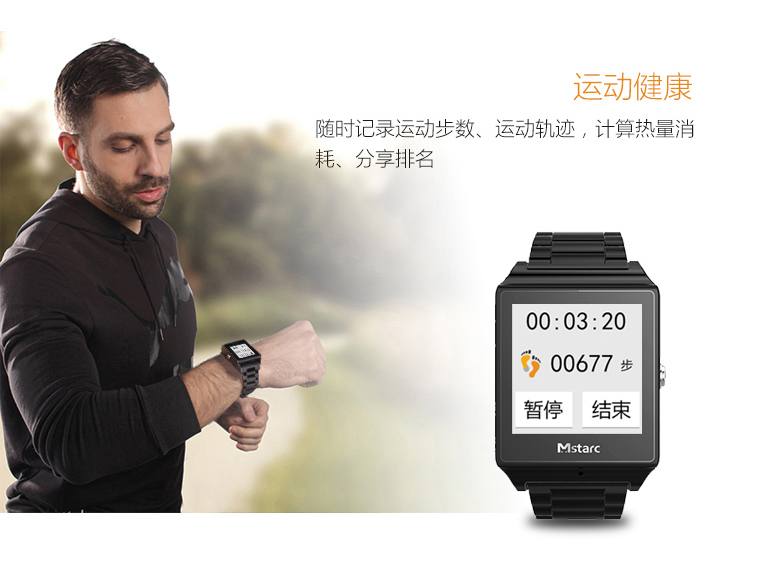 运动健康
随时记录运动步数、运动轨迹，计算热量消
耗、分享排名
00:03:20
00677 步
暂停 结束
Mstarc